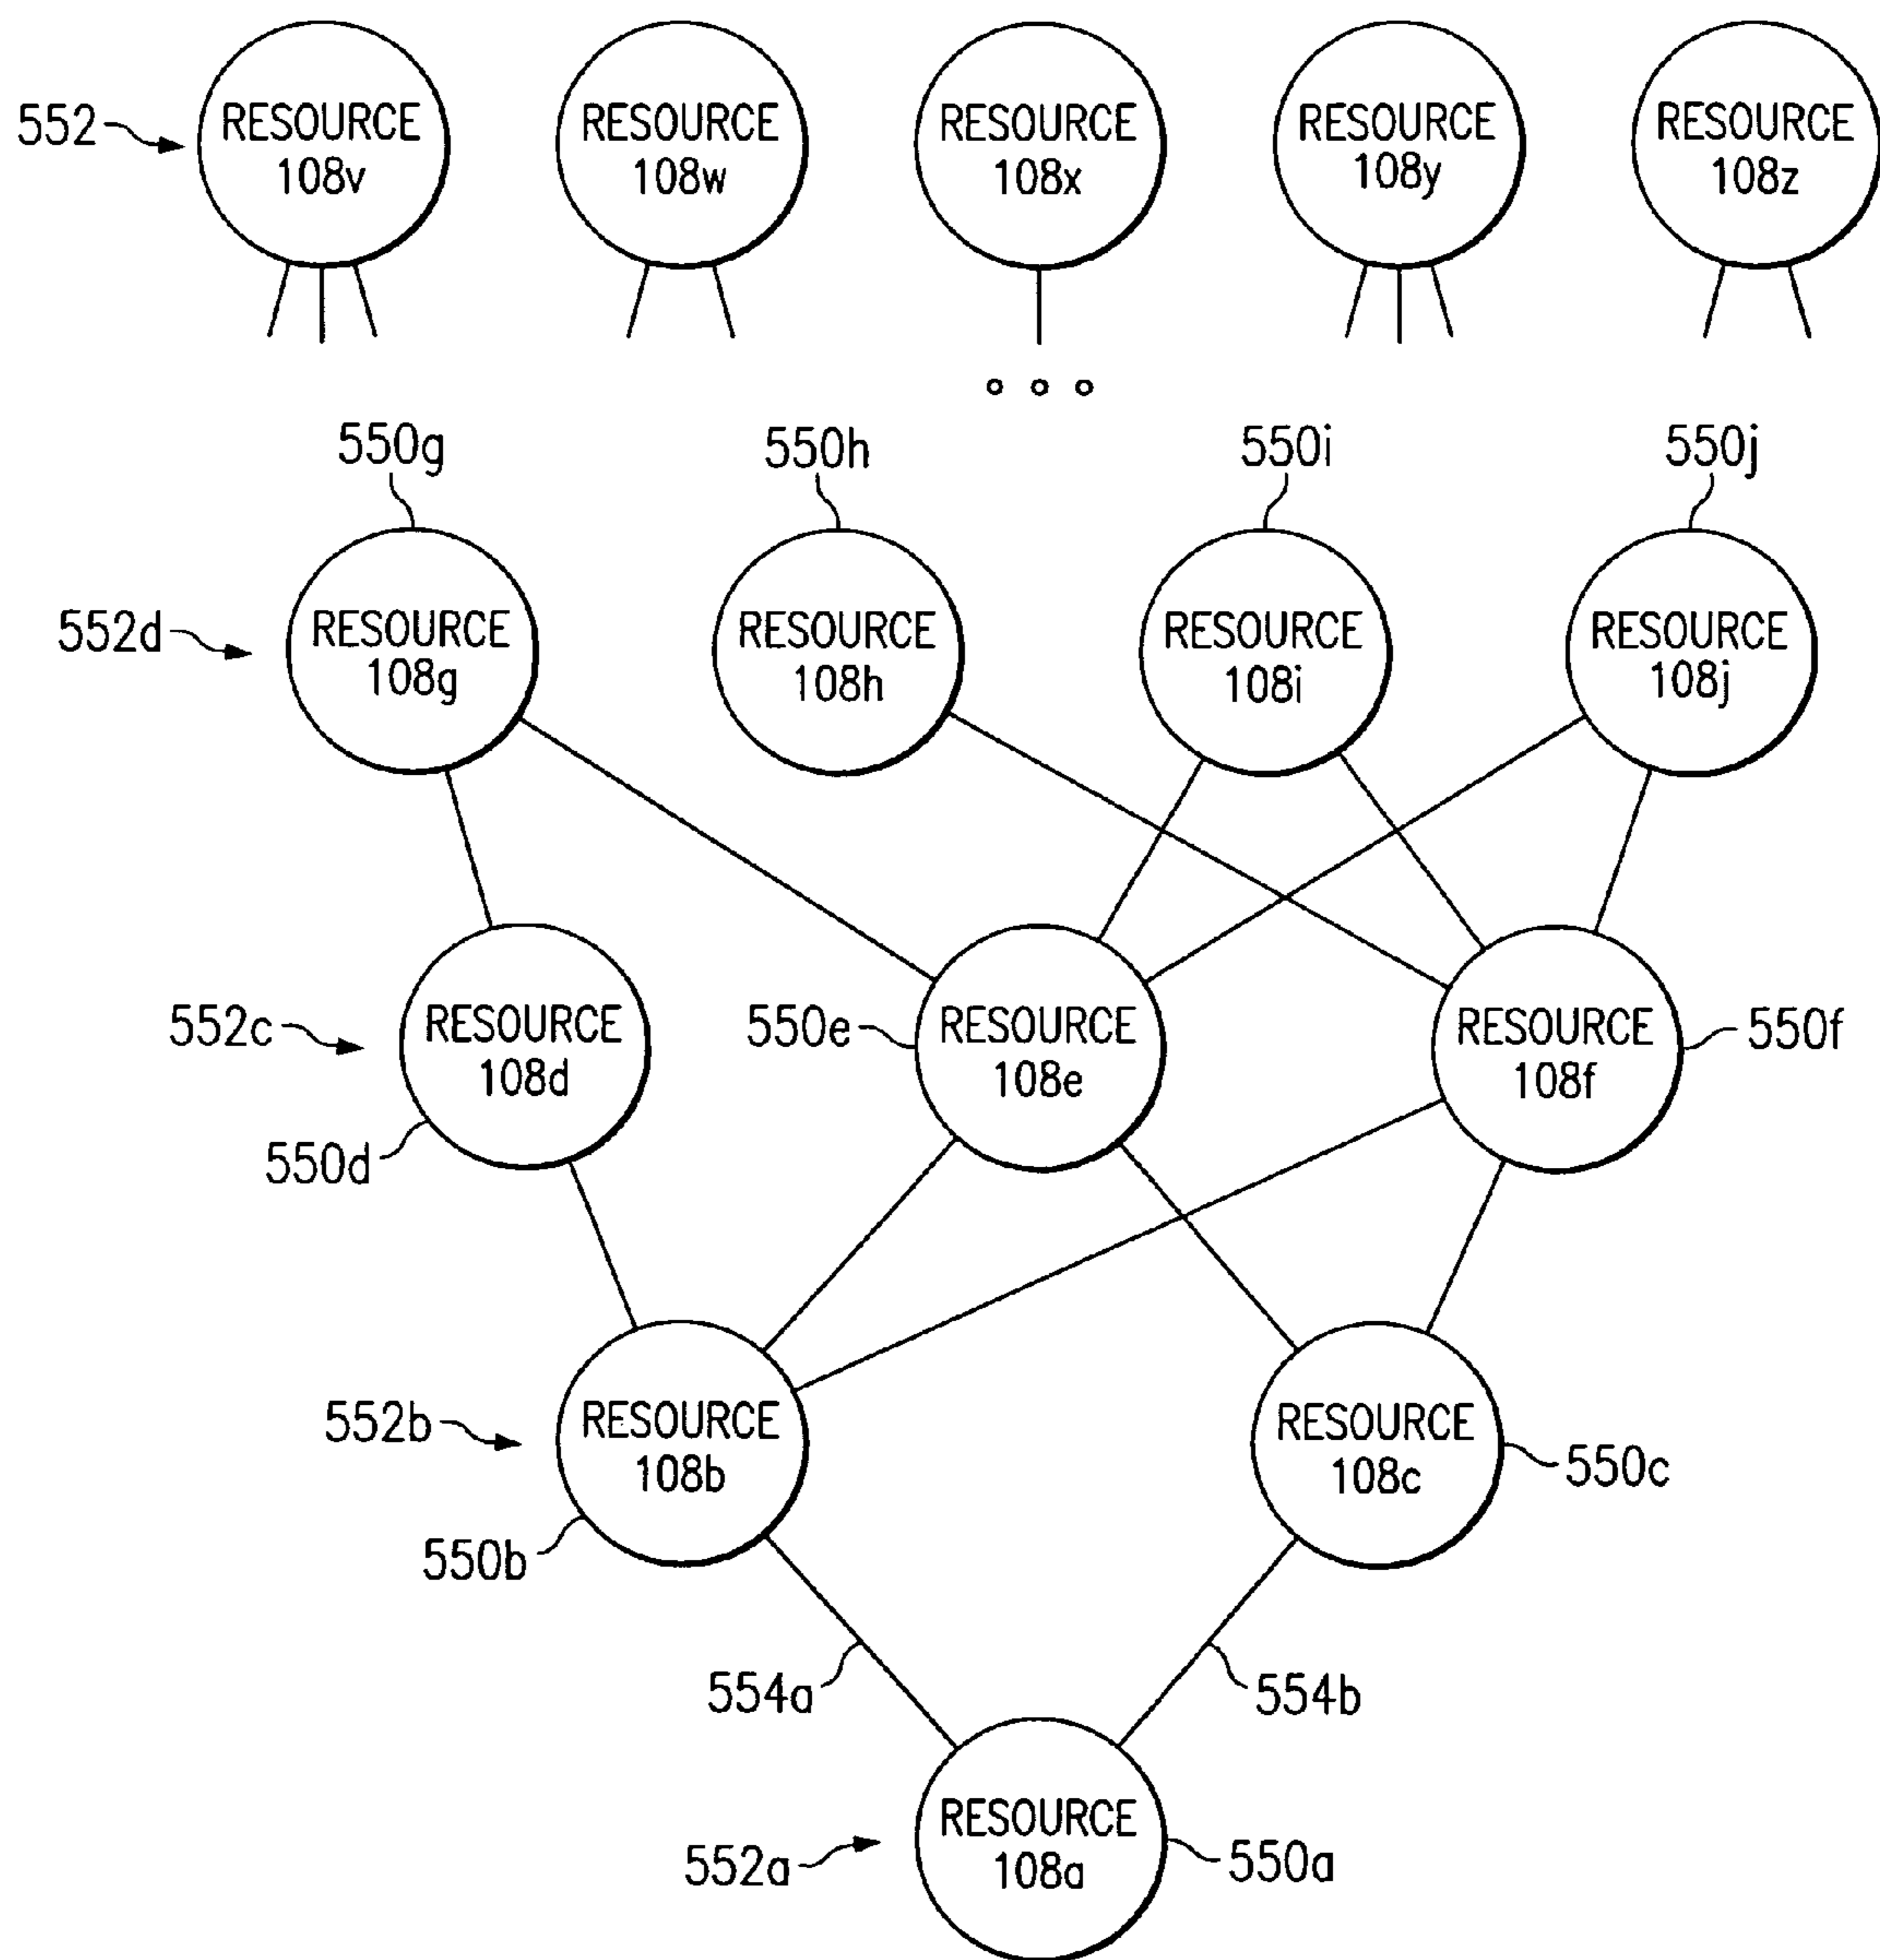 552
RESOURCE
108v
RESOURCE
108w
RESOURCE
108x
RESOURCE
108y
RESOURCE
108z
550g
550h
550i
550j
552d
RESOURCE
108g
RESOURCE
108h
RESOURCE
108i
RESOURCE
108j
552c
RESOURCE
108d
550d
550e
RESOURCE
108e
RESOURCE
108f
550f
552b
RESOURCE
108b
550b
RESOURCE
108c
550c
554a
554b
552a
RESOURCE
108a
550a